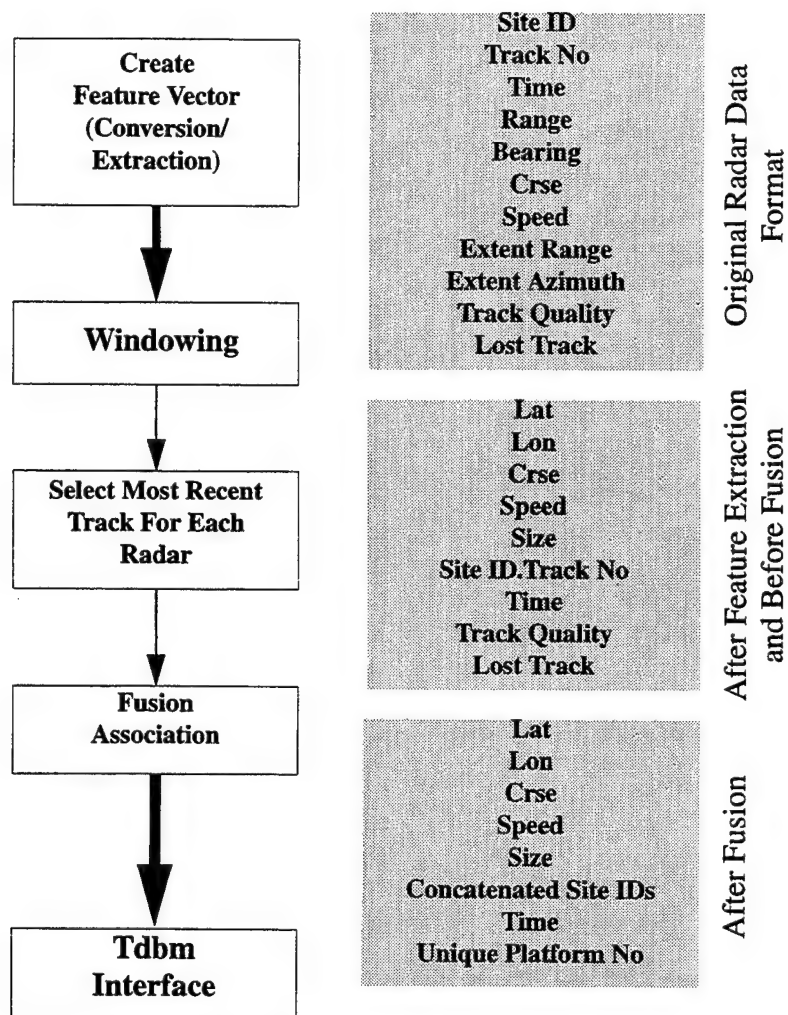 Create
Feature Vector
(Conversion/
Extraction)
Windowing
Select Most Recent
Track For Each
Radar
Fusion
Association
Tdbm
Interface
Site ID
Track No
Time
Range
Bearing
Crse
Speed
Extent Range
Extent Azimuth
Track Quality
Lost Track
Original Radar Data
Format
Lat
Lon
Crse
Speed
Size
Site ID.Track No
Time
Track Quality
Lost Track
After Feature Extraction
and Before Fusion
Lat
Lon
Crse
Speed
Size
Concatenated Site IDs
Time
Unique Platform No
After Fusion